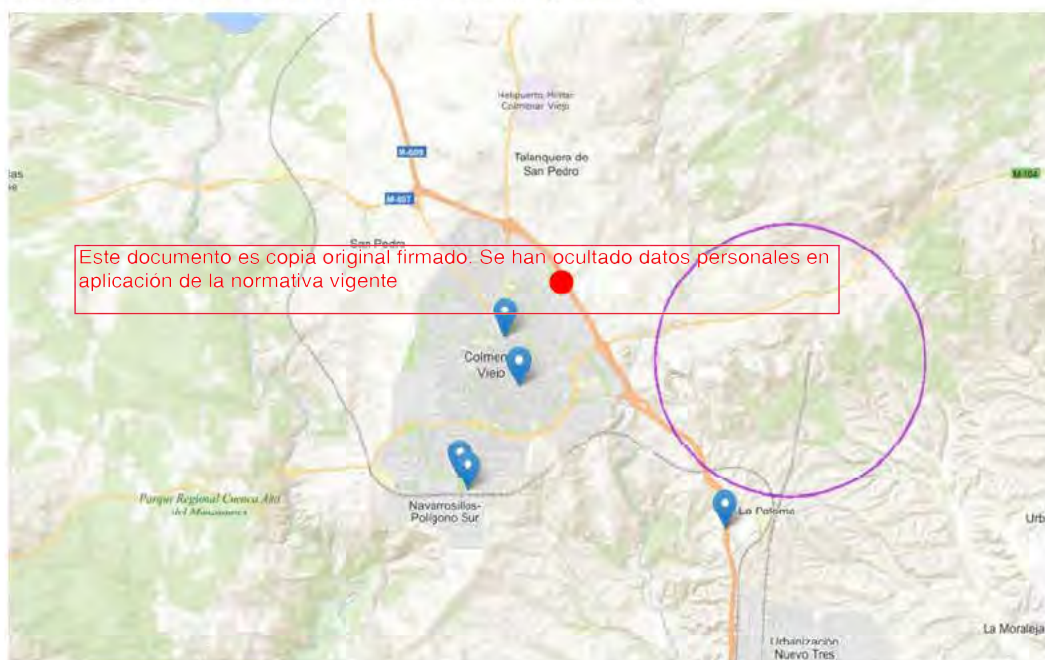 Helipuerto Militar
Colmenar Viejo
M-609
Talanquera de
San Pedro
M-104
M-607
San Pedro
Este documento es copia original firmado. Se han ocultado datos personales en
aplicación de la normativa vigente
Colmen
Viejo
Parque Regional Cuenca Alta
del Manzanares
Navarrosillos-
Polígono Sur
La Paloma
Urb
Urbanización
Nuevo Tres
La Moraleja